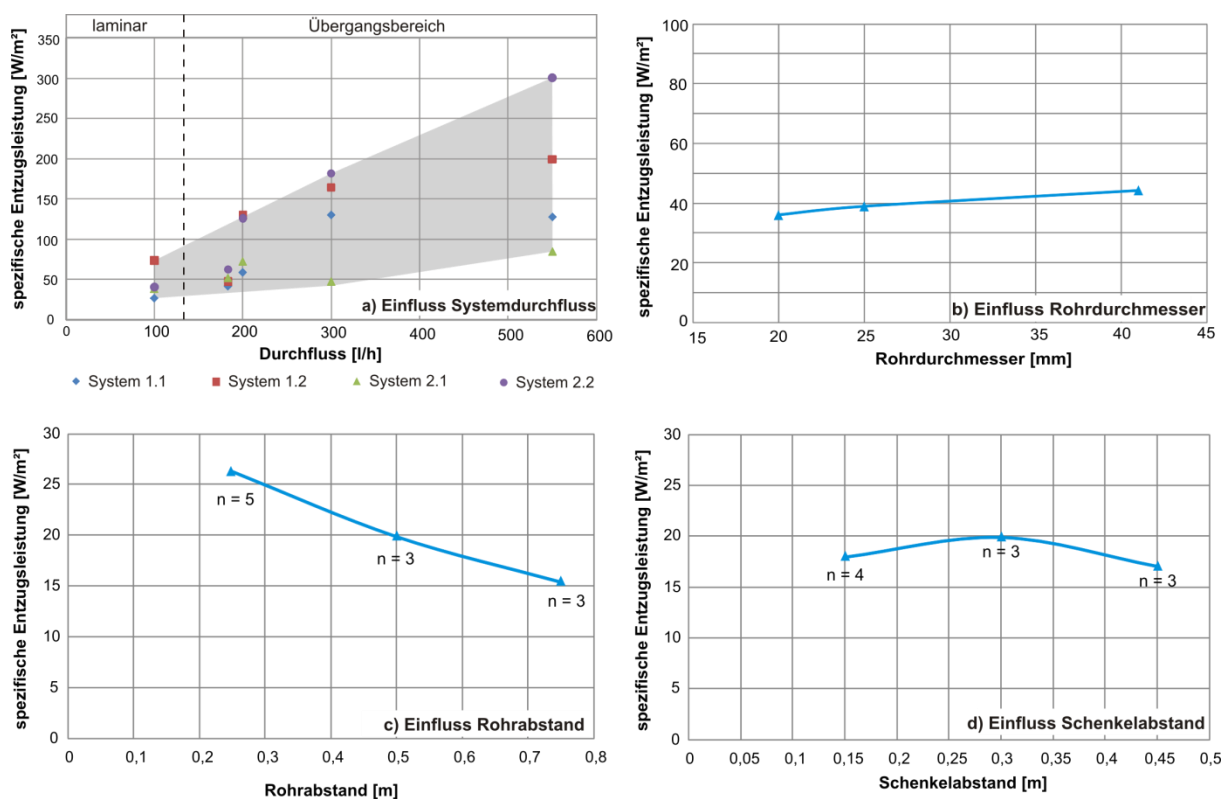 laminar Übergangsbereich
spezifische Entzugsleistung [W/m²]
350
300
250
200
150
100
50
0
a) Einfluss Systemdurchfluss
0 100 200 300 400 500 600
Durchfluss [l/h]
System 1.1 System 1.2 System 2.1 System 2.2
spezifische Entzugsleistung [W/m²]
100
80
60
40
20
0
b) Einfluss Rohrdurchmesser
15 20 25 30 35 40 45
Rohrdurchmesser [mm]
spezifische Entzugsleistung [W/m²]
30
25
20
15
10
5
0
n = 5
n = 3
n = 3
c) Einfluss Rohrabstand
0 0,2 0,3 0,4 0,5 0,6 0,7 0,8
Rohrabstand [m]
spezifische Entzugsleistung [W/m²]
30
25
20
15
10
5
0
n = 4
n = 3
n = 3
d) Einfluss Schenkelabstand
0 0,05 0,1 0,15 0,2 0,25 0,3 0,35 0,4 0,45 0,5
Schenkelabstand [m]